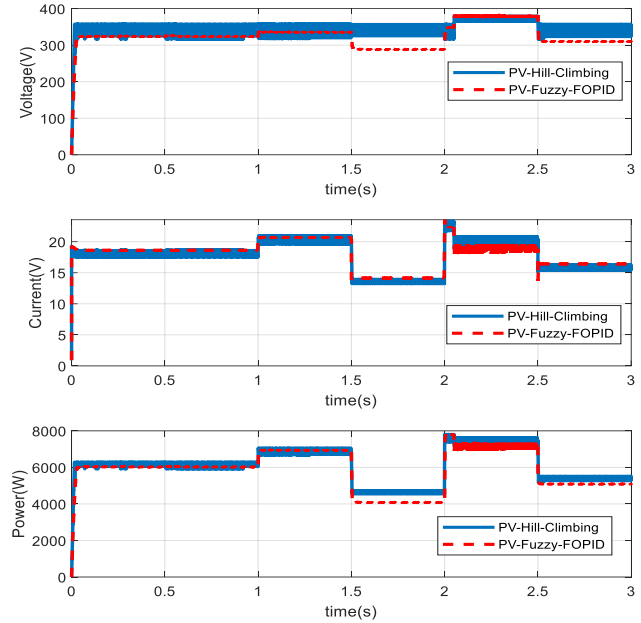 400
300
200
100
0
Voltage(V)
PV-Hill-Climbing
PV-Fuzzy-FOPID
0 0.5 1 1.5 2 2.5 3
time(s)
20
15
10
5
0
Current(V)
PV-Hill-Climbing
PV-Fuzzy-FOPID
0 0.5 1 1.5 2 2.5 3
time(s)
8000
6000
4000
2000
0
Power(W)
PV-Hill-Climbing
PV-Fuzzy-FOPID
0 0.5 1 1.5 2 2.5 3
time(s)